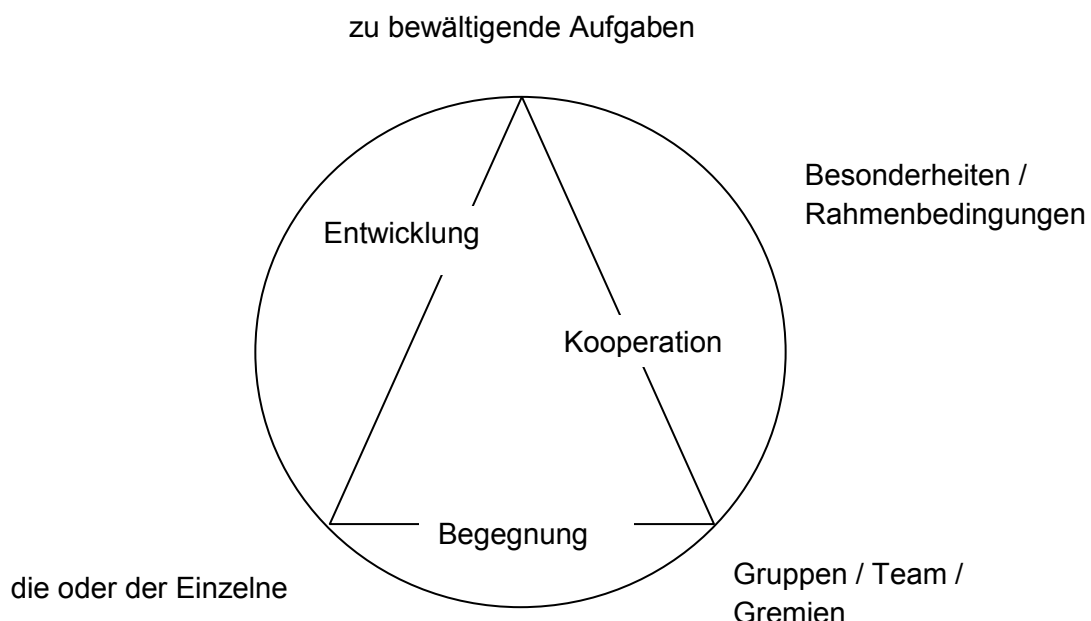 zu bewältigende Aufgaben
Besonderheiten /
Rahmenbedingungen
Entwicklung
Kooperation
Begegnung
die oder der Einzelne
Gruppen / Team /
Gremien